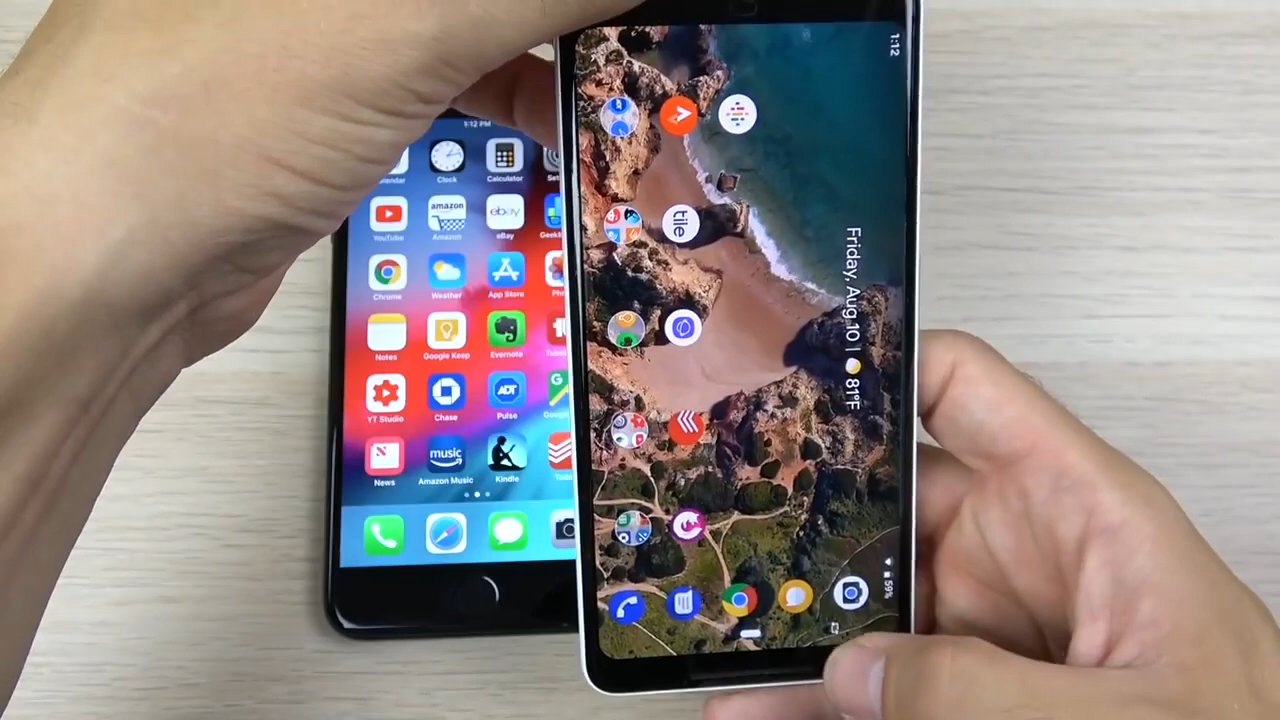 1:12 PM
Clock
Calculator
YouTube
amazon
Amazon
ebay
eBay
Chrome
Weather
App Store
Notes
Google Keep
Evernote
YT Studio
Chase
ADT
Pulse
News
music
Amazon Music
Kindle
1:12
tile
Friday, Aug 10 | 81°F
59%